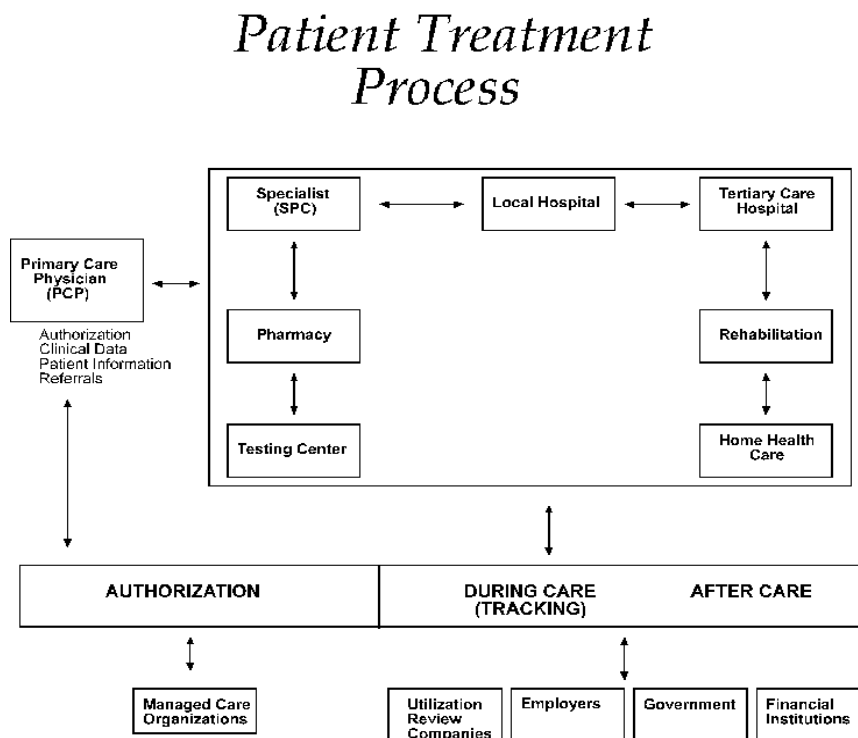 Patient Treatment
Process
Specialist
(SPC)
Local Hospital
Tertiary Care
Hospital
Primary Care
Physician
(PCP)
Authorization
Clinical Data
Patient Information
Referrals
Pharmacy
Rehabilitation
Testing Center
Home Health
Care
AUTHORIZATION
DURING CARE
(TRACKING)
AFTER CARE
Managed Care
Organizations
Utilization
Review
Companies
Employers
Government
Financial
Institutions